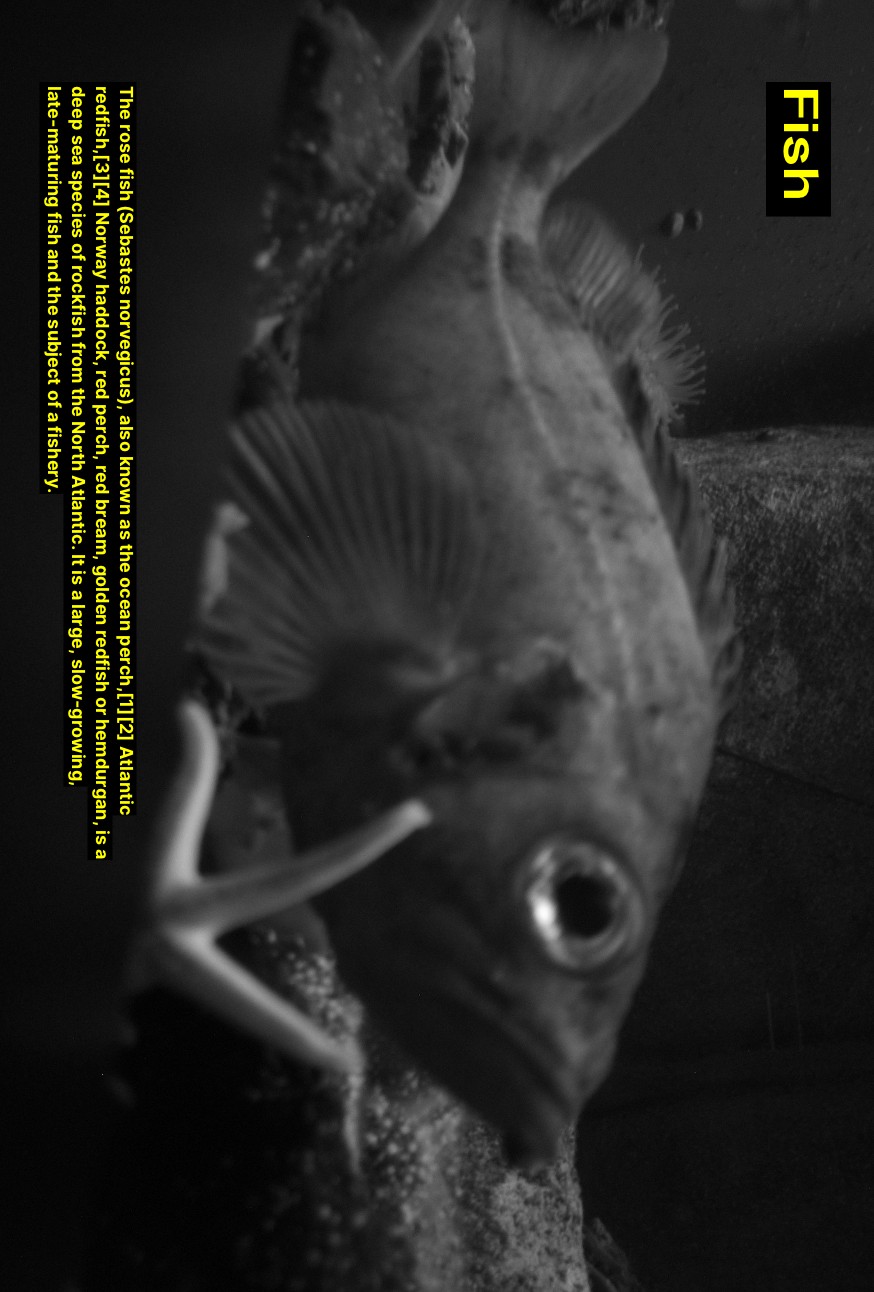 Fish
The rose fish (Sebastes norvegicus), also known as the ocean perch,[1][2] Atlantic
redfish,[3][4] Norway haddock, red perch, red bream, golden redfish or hemdurgan, is a
deep sea species of rockfish from the North Atlantic. It is a large, slow-growing,
late-maturing fish and the subject of a fishery.